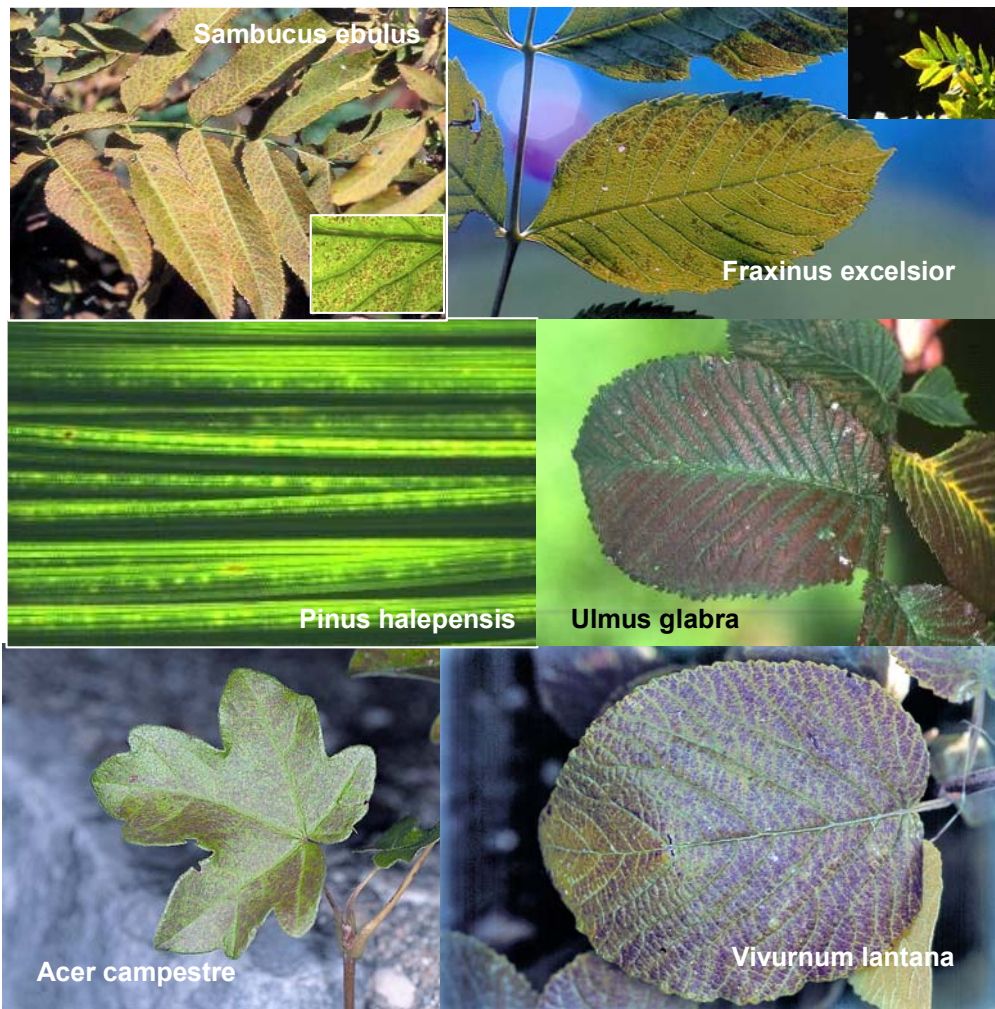 Sambucus ebulus
Fraxinus excelsior
Pinus halepensis
Ulmus glabra
Acer campestre
Vivurnum lantana